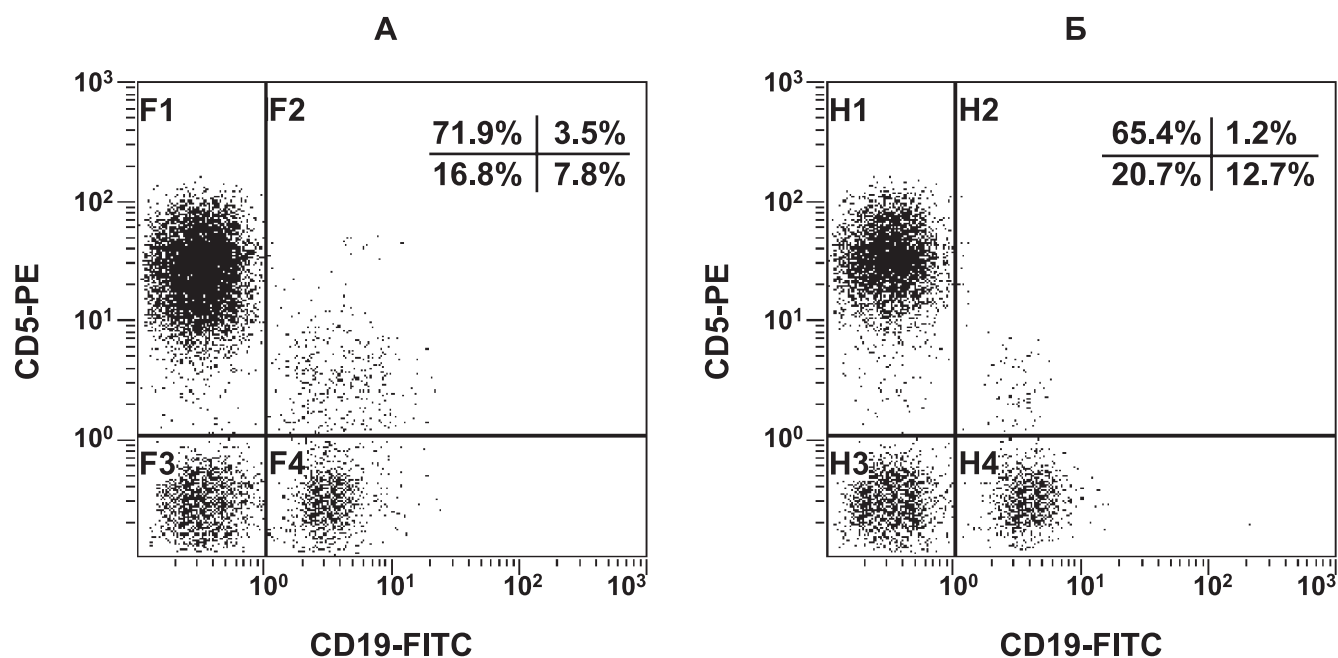 А
10³
10²
10¹
10⁰
CD5-PE
F1
F2
71.9% 3.5%
16.8% 7.8%
F3
F4
10⁰ 10¹ 10² 10³
CD19-FITC
Б
10³
10²
10¹
10⁰
CD5-PE
H1
H2
65.4% 1.2%
20.7% 12.7%
H3
H4
10⁰ 10¹ 10² 10³
CD19-FITC